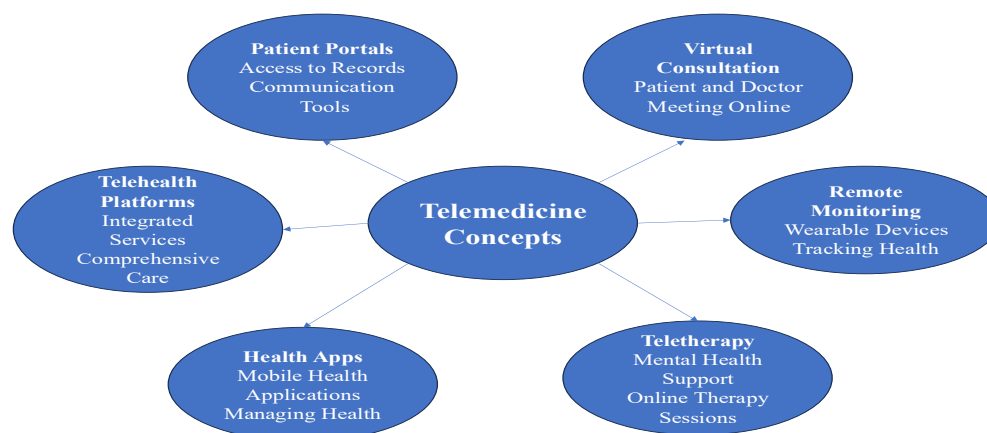 Patient Portals
Access to Records
Communication
Tools
Virtual
Consultation
Patient and Doctor
Meeting Online
Telehealth
Platforms
Integrated
Services
Comprehensive
Care
Telemedicine
Concepts
Remote
Monitoring
Wearable Devices
Tracking Health
Health Apps
Mobile Health
Applications
Managing Health
Teletherapy
Mental Health
Support
Online Therapy
Sessions